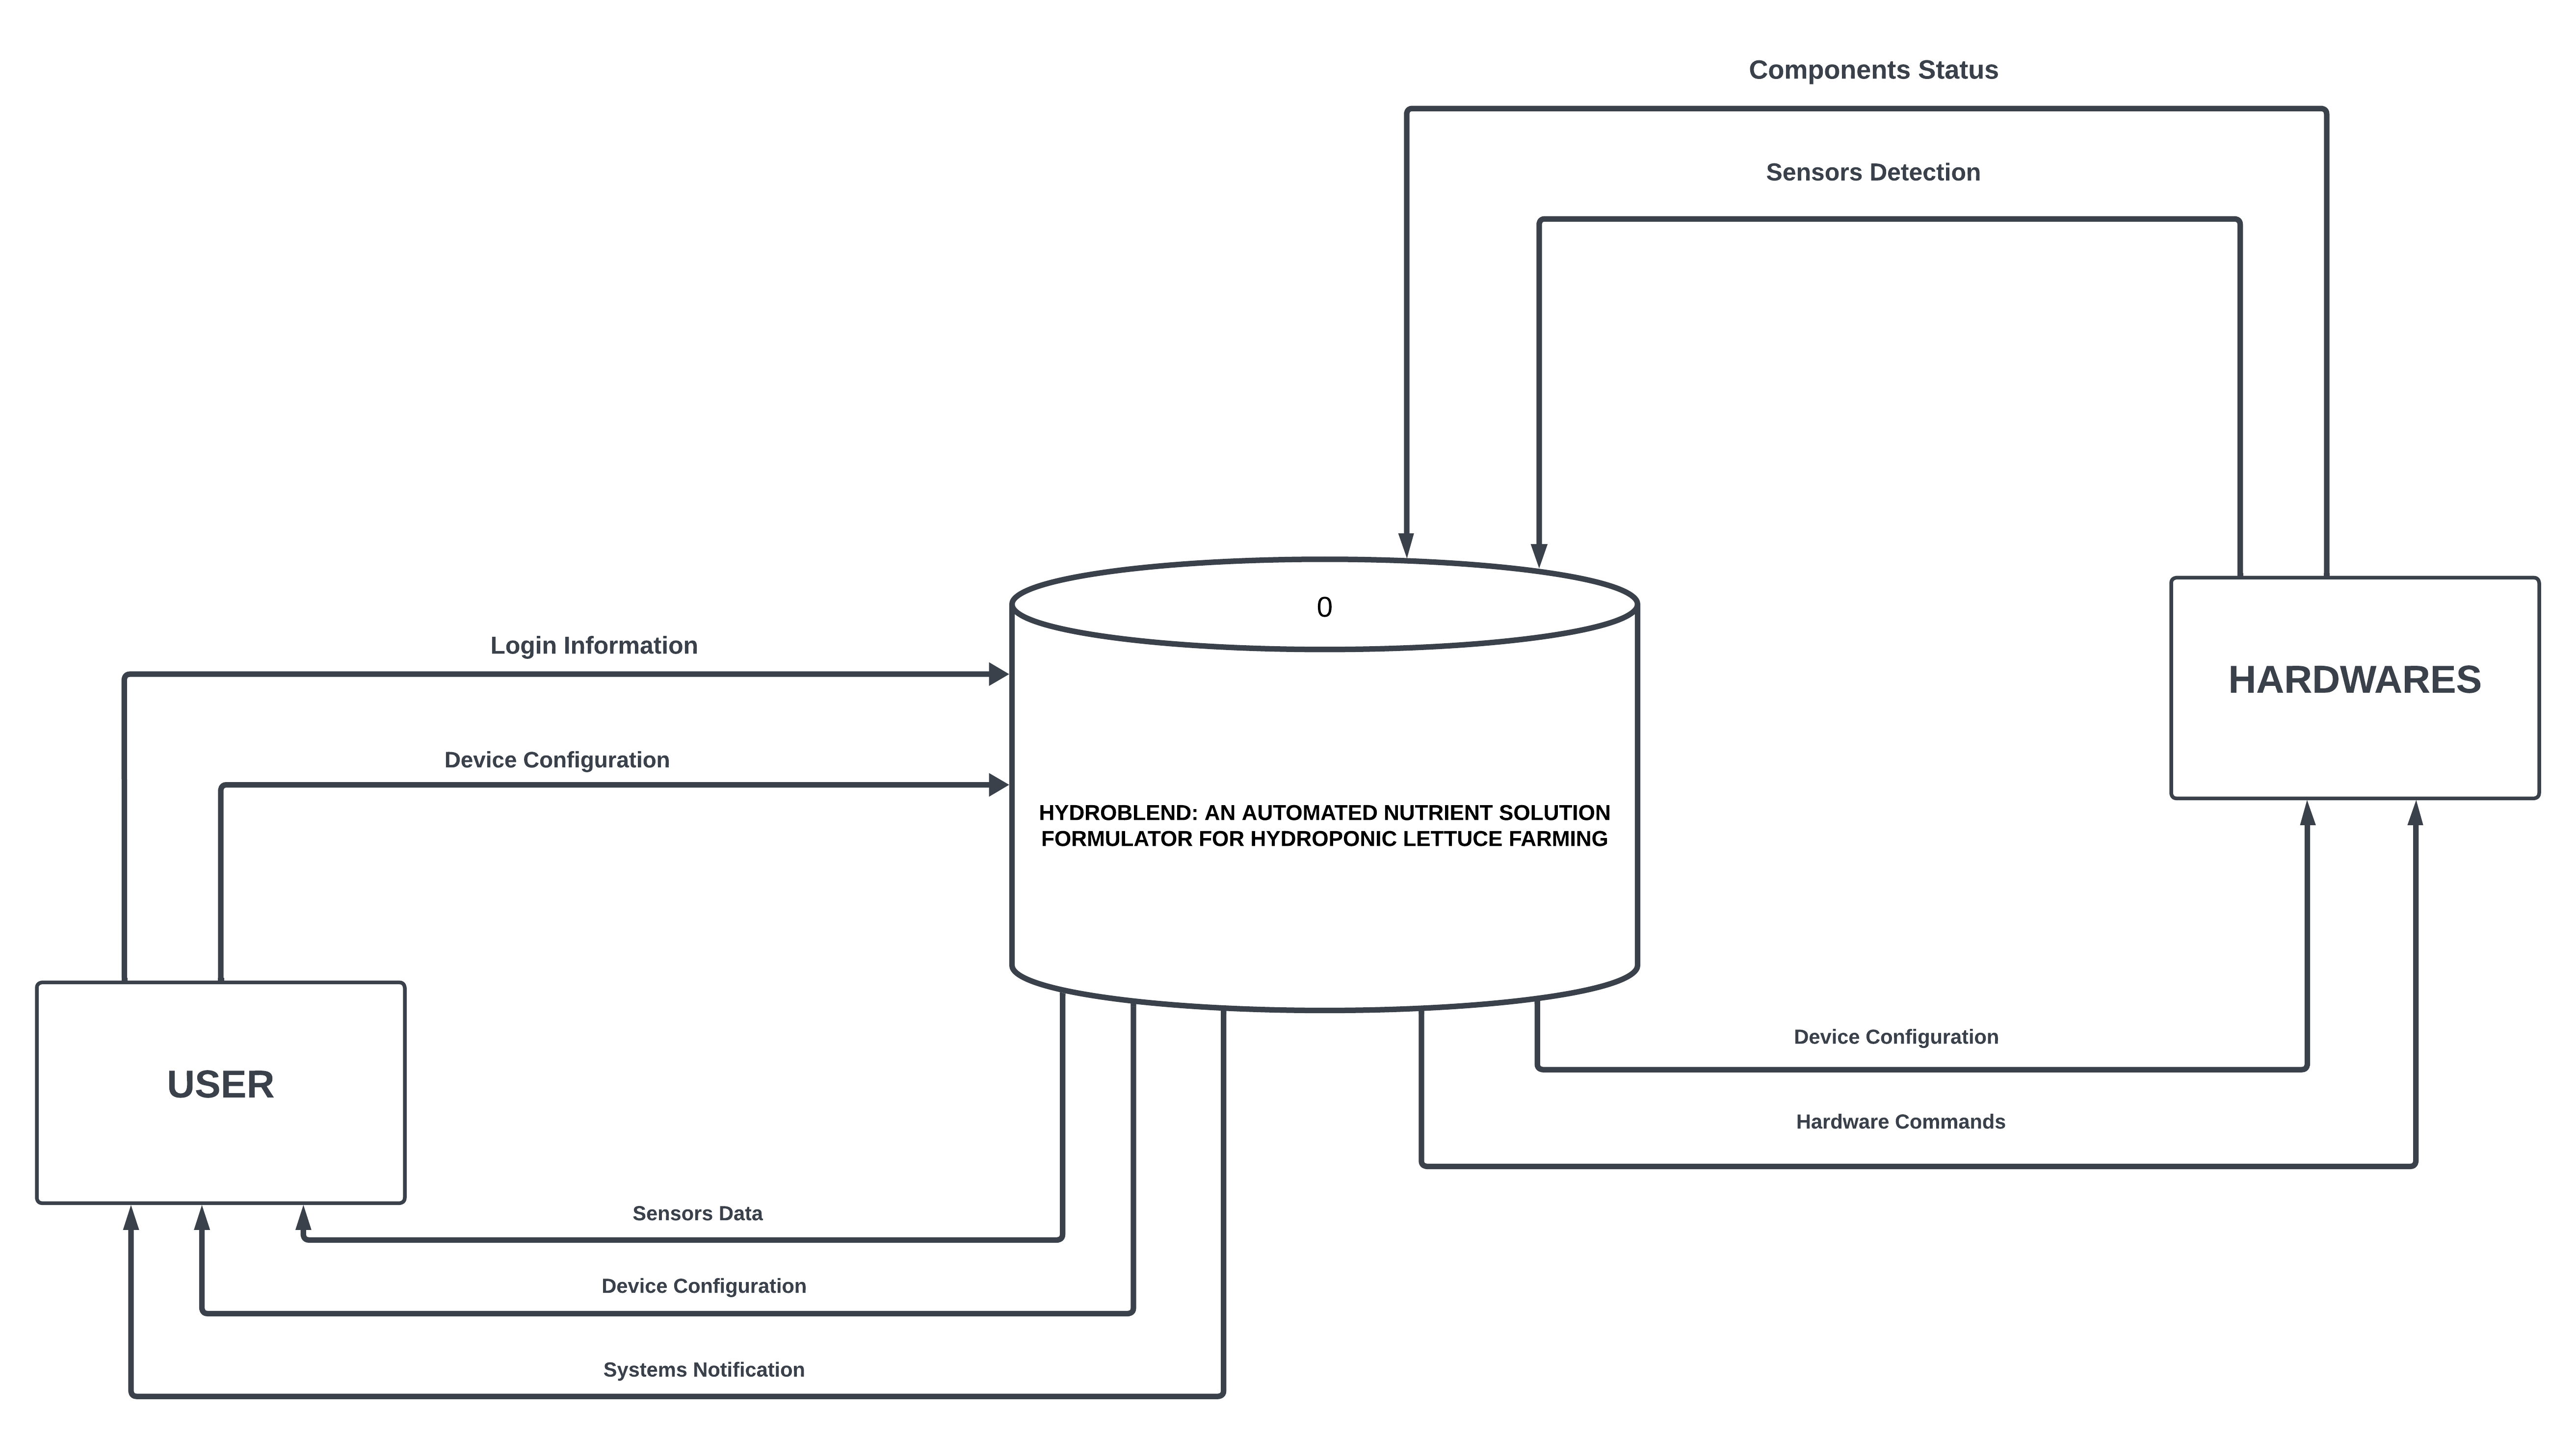 Components Status
Sensors Detection
0
Login Information
HARDWARES
Device Configuration
HYDROBLEND: AN AUTOMATED NUTRIENT SOLUTION
FORMULATOR FOR HYDROPONIC LETTUCE FARMING
Device Configuration
USER
Hardware Commands
Sensors Data
Device Configuration
Systems Notification